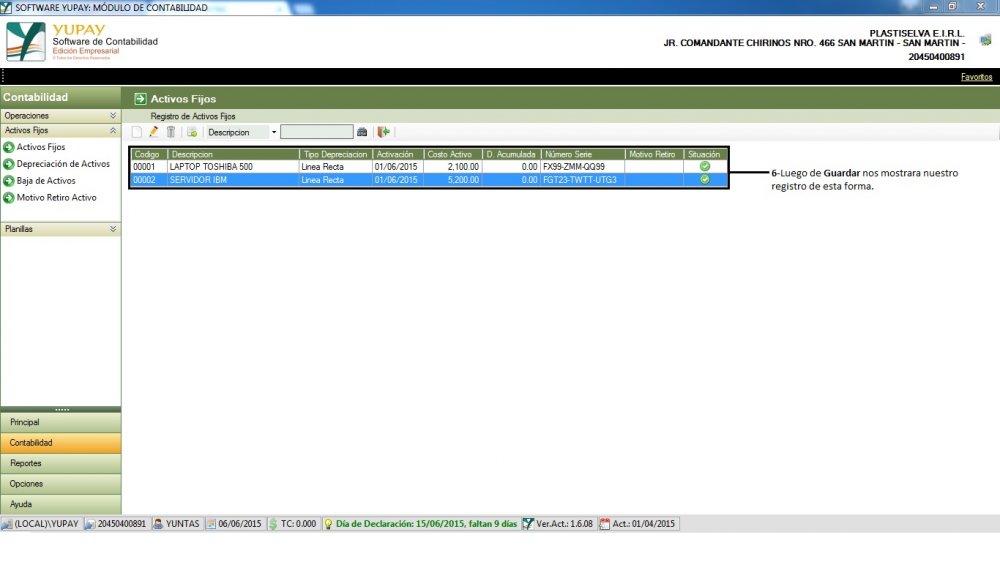 SOFTWARE YUPAY: MÓDULO DE CONTABILIDAD
YUPAY
Software de Contabilidad
Edición Empresarial
© Todos los Derechos Reservados
PLASTISELVA E.I.R.L.
JR. COMANDANTE CHIRINOS NRO. 466 SAN MARTIN - SAN MARTIN -
20450400891
Favoritos
Contabilidad
Operaciones
Activos Fijos
Activos Fijos
Depreciación de Activos
Baja de Activos
Motivo Retiro Activo
Planillas
Principal
Contabilidad
Reportes
Opciones
Ayuda
Activos Fijos
Registro de Activos Fijos
Descripcion
Codigo Descripcion Tipo Depreciacion Activación Costo Activo D. Acumulada Número Serie Motivo Retiro Situación
00001 LAPTOP TOSHIBA 500 Linea Recta 01/06/2015 2,100.00 0.00 FX99-ZMM-QQ99
00002 SERVIDOR IBM Linea Recta 01/06/2015 5,200.00 0.00 FGT23-TWTT-UTG3
6-Luego de Guardar nos mostrara nuestro
registro de esta forma.
(LOCAL)\YUPAY 20450400891 YUNTAS 06/06/2015 TC: 0.000 Día de Declaración: 15/06/2015, faltan 9 días Ver.Act.: 1.6.08 Act.: 01/04/2015